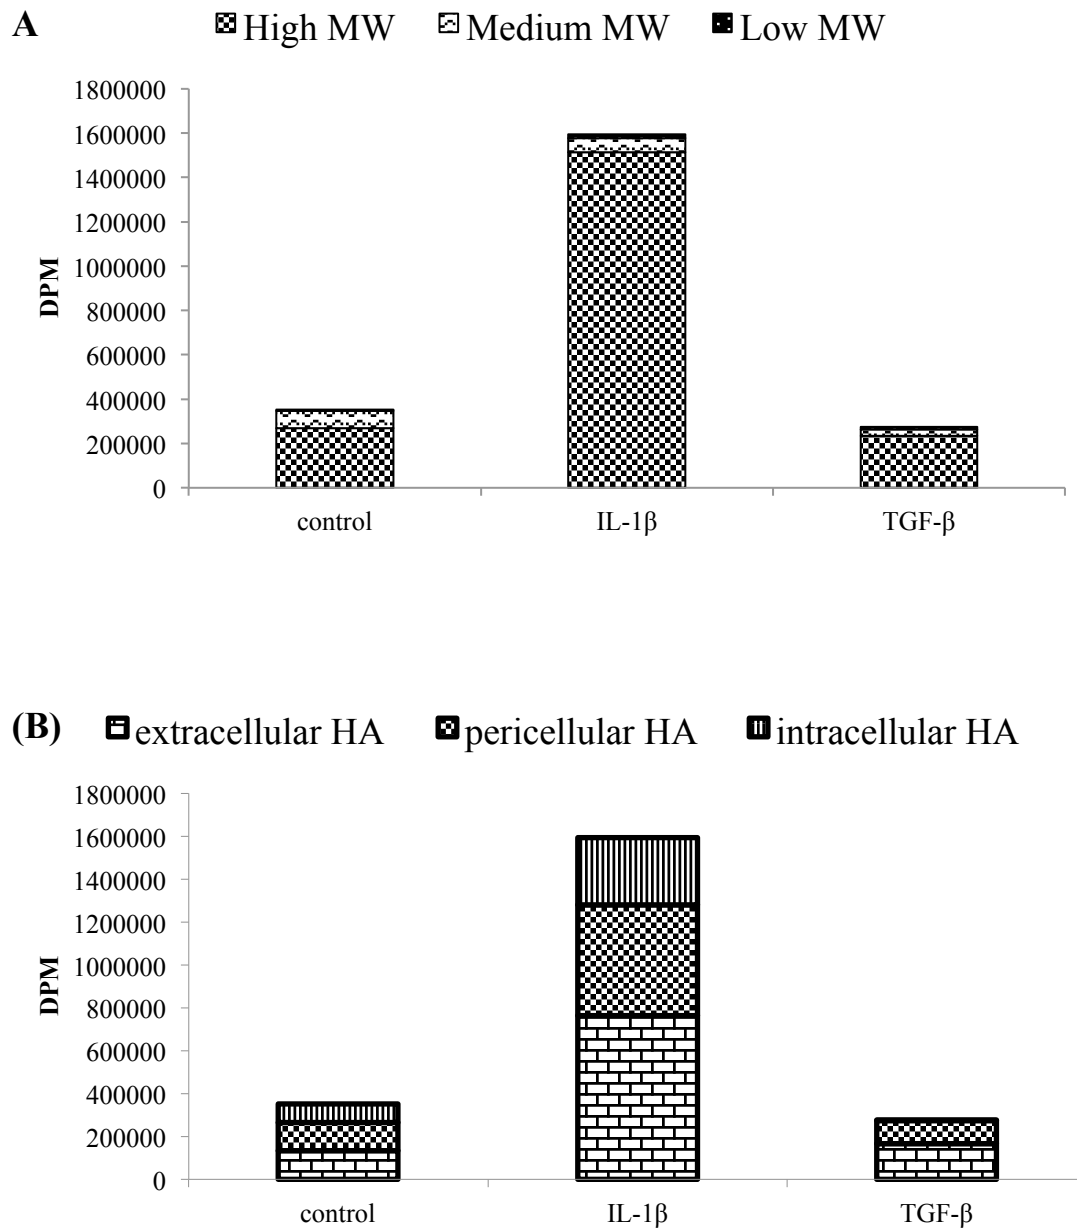 A
High MW Medium MW Low MW
1800000
1600000
1400000
1200000
1000000
800000
600000
400000
200000
0
DPM
control IL-1β TGF-β
(B)
extracellular HA pericellular HA intracellular HA
1800000
1600000
1400000
1200000
1000000
800000
600000
400000
200000
0
DPM
control IL-1β TGF-β